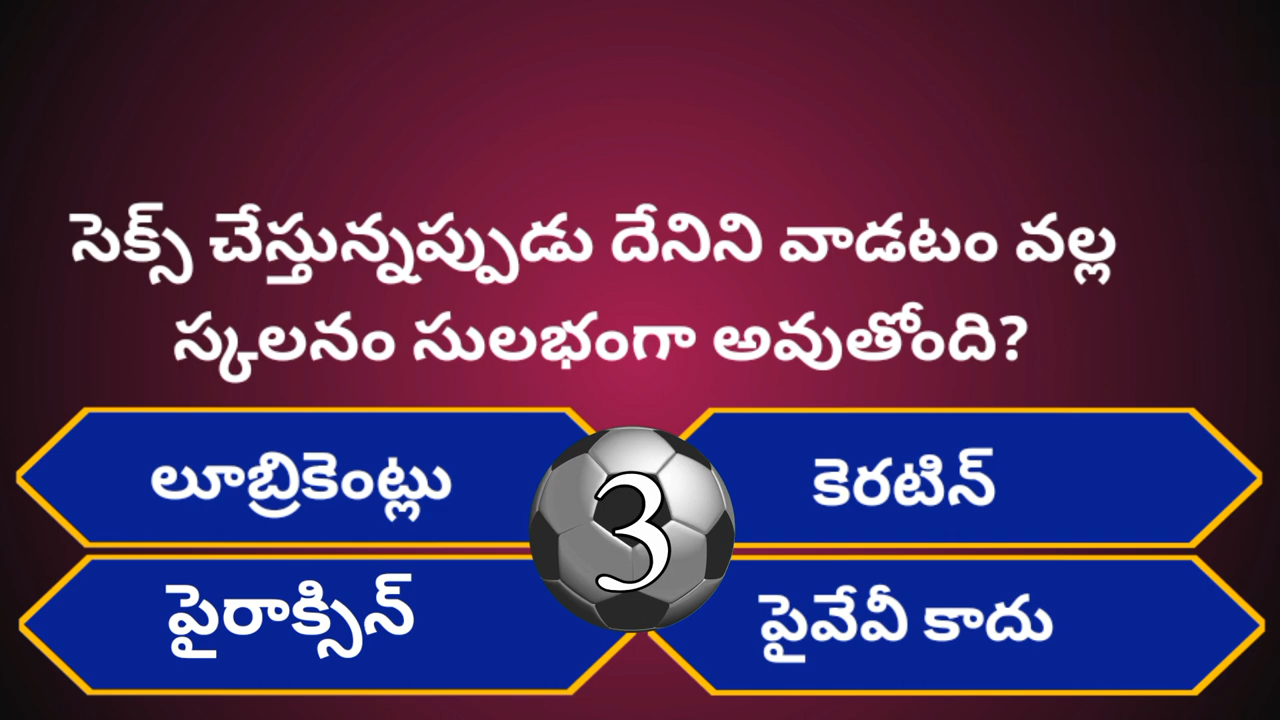 సెక్స్ చేస్తున్నప్పుడు దేనిని వాడటం వల్ల
స్కలనం సులభంగా అవుతోంది?
లూబ్రికెంట్లు
కెరటిన్
3
పైరాక్సిన్
పైవేవీ కాదు